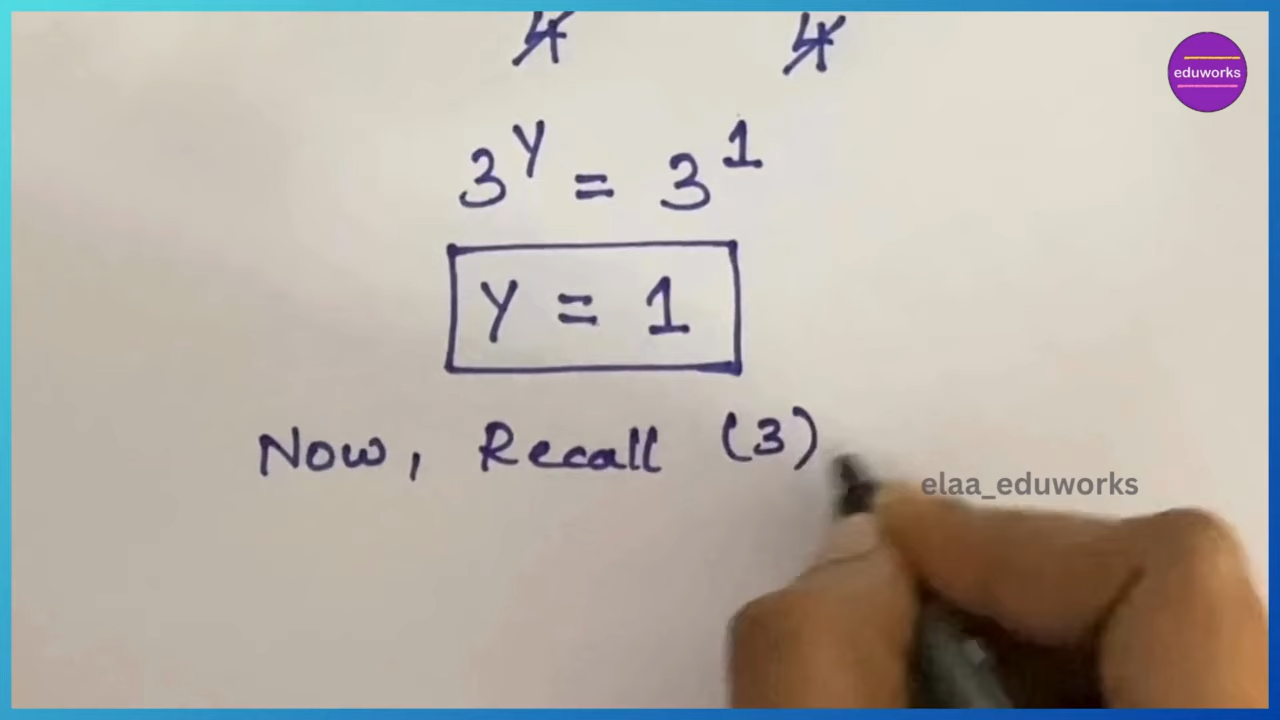 4 4
eduworks
3^y = 3^1
y = 1
Now, Recall (3)
elaa_eduworks